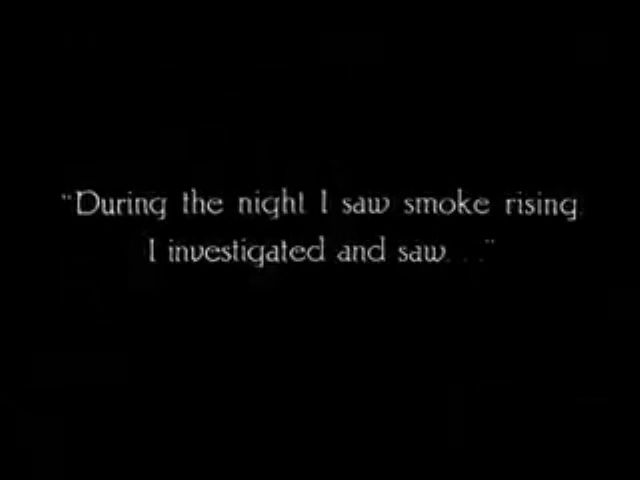 "During the night I saw smoke rising.
I investigated and saw. . ."